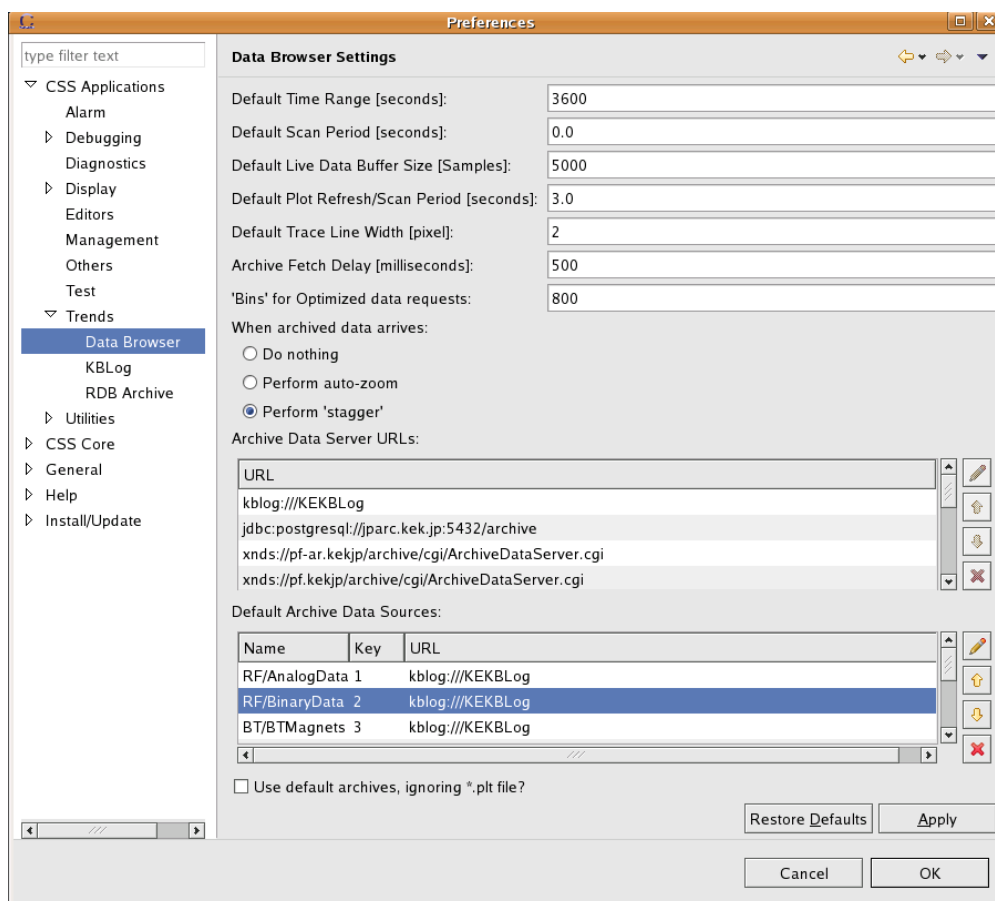 Preferences
type filter text
CSS Applications
Alarm
Debugging
Diagnostics
Display
Editors
Management
Others
Test
Trends
Data Browser
KBLog
RDB Archive
Utilities
CSS Core
General
Help
Install/Update
Data Browser Settings
Default Time Range [seconds]: 3600
Default Scan Period [seconds]: 0.0
Default Live Data Buffer Size [Samples]: 5000
Default Plot Refresh/Scan Period [seconds]: 3.0
Default Trace Line Width [pixel]: 2
Archive Fetch Delay [milliseconds]: 500
'Bins' for Optimized data requests: 800
When archived data arrives:
Do nothing
Perform auto-zoom
Perform 'stagger'
Archive Data Server URLs:
URL
kblog:///KEKBLog
jdbc:postgresql://jparc.kek.jp:5432/archive
xnds://pf-ar.kekjp/archive/cgi/ArchiveDataServer.cgi
xnds://pf.kekjp/archive/cgi/ArchiveDataServer.cgi
Default Archive Data Sources:
Name Key URL
RF/AnalogData 1 kblog:///KEKBLog
RF/BinaryData 2 kblog:///KEKBLog
BT/BTMagnets 3 kblog:///KEKBLog
Use default archives, ignoring *.plt file?
Restore Defaults Apply
Cancel OK